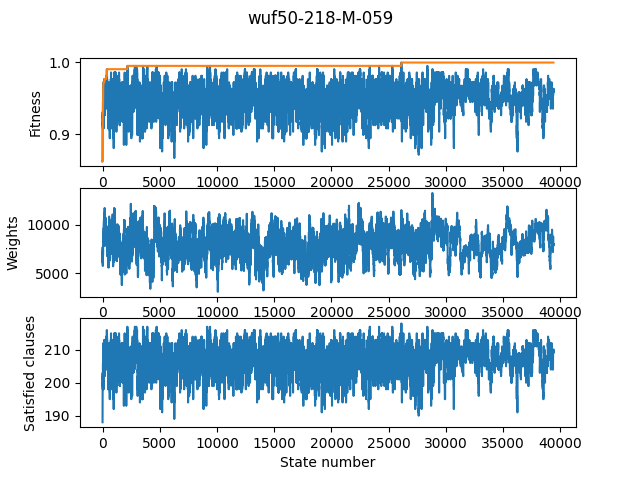 wuf50-218-M-059
1.0
0.9
Fitness
0 5000 10000 15000 20000 25000 30000 35000 40000
10000
5000
Weights
0 5000 10000 15000 20000 25000 30000 35000 40000
210
200
190
Satisfied clauses
0 5000 10000 15000 20000 25000 30000 35000 40000
State number